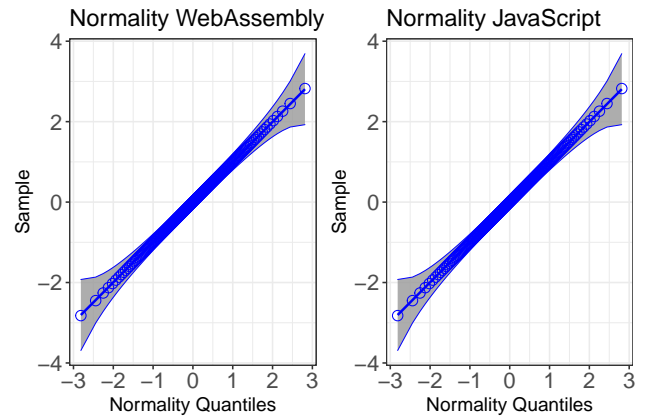 Normality WebAssembly
Normality JavaScript
4
2
0
−2
−4
Sample
−3 −2 −1 0 1 2 3
Normality Quantiles
4
2
0
−2
−4
Sample
−3 −2 −1 0 1 2 3
Normality Quantiles